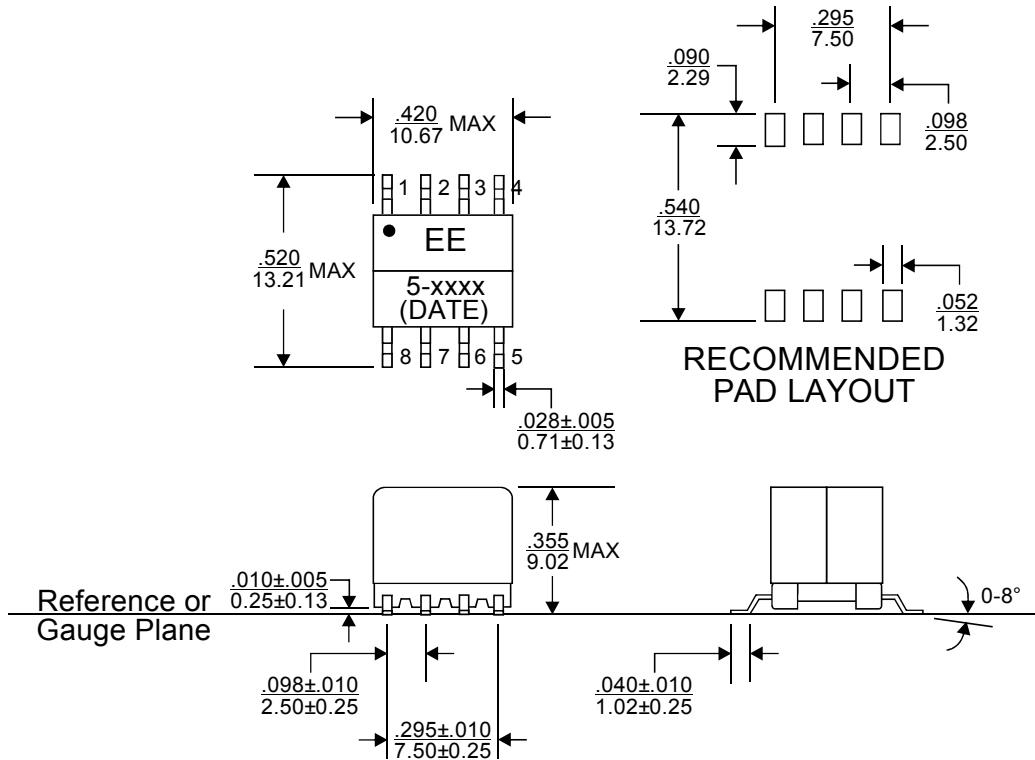 .295
7.50
.090
2.29
.420
10.67 MAX
.098
2.50
1 2 3 4
.540
13.72
EE
.520
13.21 MAX
5-xxxx
(DATE)
.052
1.32
8 7 6 5
RECOMMENDED
PAD LAYOUT
.028±.005
0.71±0.13
.355
9.02 MAX
.010±.005
0.25±0.13
0-8°
Reference or
Gauge Plane
.098±.010
2.50±0.25
.040±.010
1.02±0.25
.295±.010
7.50±0.25